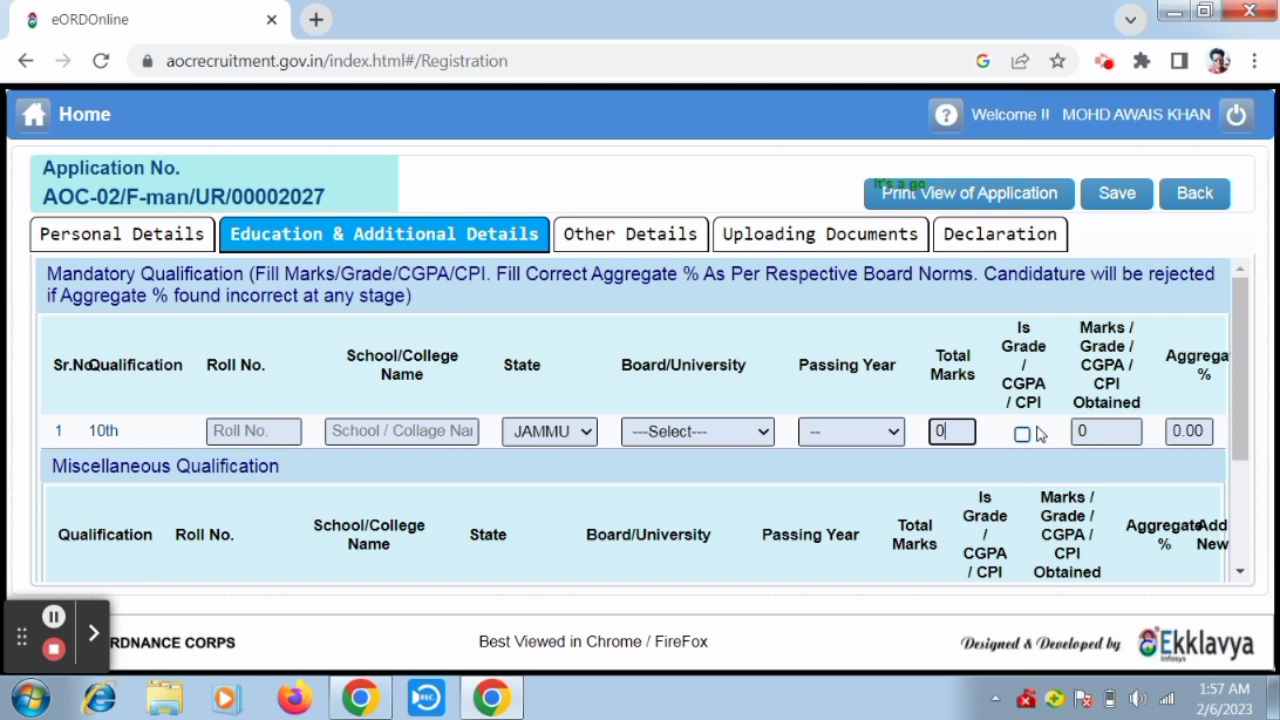 eORDOnline
aocrecruitment.gov.in/index.html#/Registration
Home
Welcome !! MOHD AWAIS KHAN
Application No.
AOC-02/F-man/UR/00002027
It's a go
Print View of Application
Save
Back
Personal Details
Education & Additional Details
Other Details
Uploading Documents
Declaration
Mandatory Qualification (Fill Marks/Grade/CGPA/CPI. Fill Correct Aggregate % As Per Respective Board Norms. Candidature will be rejected
if Aggregate % found incorrect at any stage)
Sr.No Qualification Roll No. School/College Name State Board/University Passing Year Total Marks Is Grade / CGPA / CPI Marks / Grade / CGPA / CPI Obtained Aggrega %
1 10th Roll No. School / Collage Nai JAMMU ---Select--- -- 0 0 0.00
Miscellaneous Qualification
Qualification Roll No. School/College Name State Board/University Passing Year Total Marks Is Grade / CGPA / CPI Marks / Grade / CGPA / CPI Obtained Aggregate % Add New
RDNANCE CORPS
Best Viewed in Chrome / FireFox
Designed & Developed by
Ekklavya
Infosys
REC
1:57 AM
2/6/2023